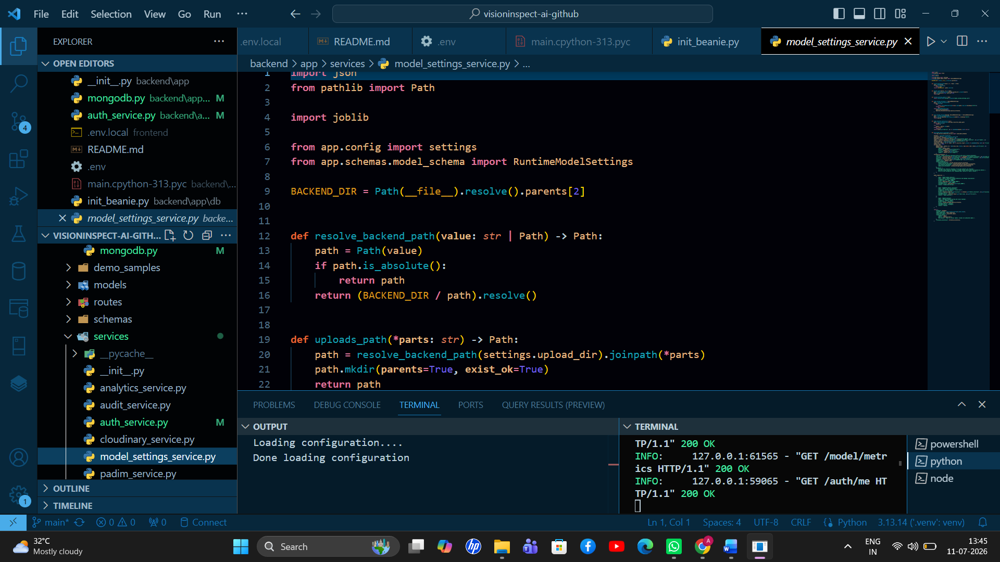 File Edit Selection View Go Run ...
visioninspect-ai-github
EXPLORER
OPEN EDITORS
__init__.py backend\app
mongodb.py backend\app... M
auth_service.py backend\a... M
.env.local frontend
README.md
.env
main.cpython-313.pyc backend\...
init_beanie.py backend\app\db
model_settings_service.py backe...
VISIONINSPECT-AI-GITH...
mongodb.py M
demo_samples
models
routes
schemas
services
__pycache__
__init__.py
analytics_service.py
audit_service.py
auth_service.py M
cloudinary_service.py
model_settings_service.py
padim_service.py
OUTLINE
TIMELINE
4
1
.env.local README.md .env main.cpython-313.pyc init_beanie.py model_settings_service.py
backend > app > services > model_settings_service.py > ...
1 import json
2 from pathlib import Path
3
4 import joblib
5
6 from app.config import settings
7 from app.schemas.model_schema import RuntimeModelSettings
8
9 BACKEND_DIR = Path(__file__).resolve().parents[2]
10
11
12 def resolve_backend_path(value: str | Path) -> Path:
13 path = Path(value)
14 if path.is_absolute():
15 return path
16 return (BACKEND_DIR / path).resolve()
17
18
19 def uploads_path(*parts: str) -> Path:
20 path = resolve_backend_path(settings.upload_dir).joinpath(*parts)
21 path.mkdir(parents=True, exist_ok=True)
22 return path
PROBLEMS DEBUG CONSOLE TERMINAL PORTS QUERY RESULTS (PREVIEW)
OUTPUT
Loading configuration....
Done loading configuration
TERMINAL
TP/1.1" 200 OK
INFO: 127.0.0.1:61565 - "GET /model/metr
ics HTTP/1.1" 200 OK
INFO: 127.0.0.1:59065 - "GET /auth/me HT
TP/1.1" 200 OK
powershell
python
node
main* 0 0 0 Connect
Ln 1, Col 1 Spaces: 4 UTF-8 CRLF Python 3.13.14 ('.venv': venv)
32°C
Mostly cloudy
Search
hp
A
ENG
IN
13:45
11-07-2026